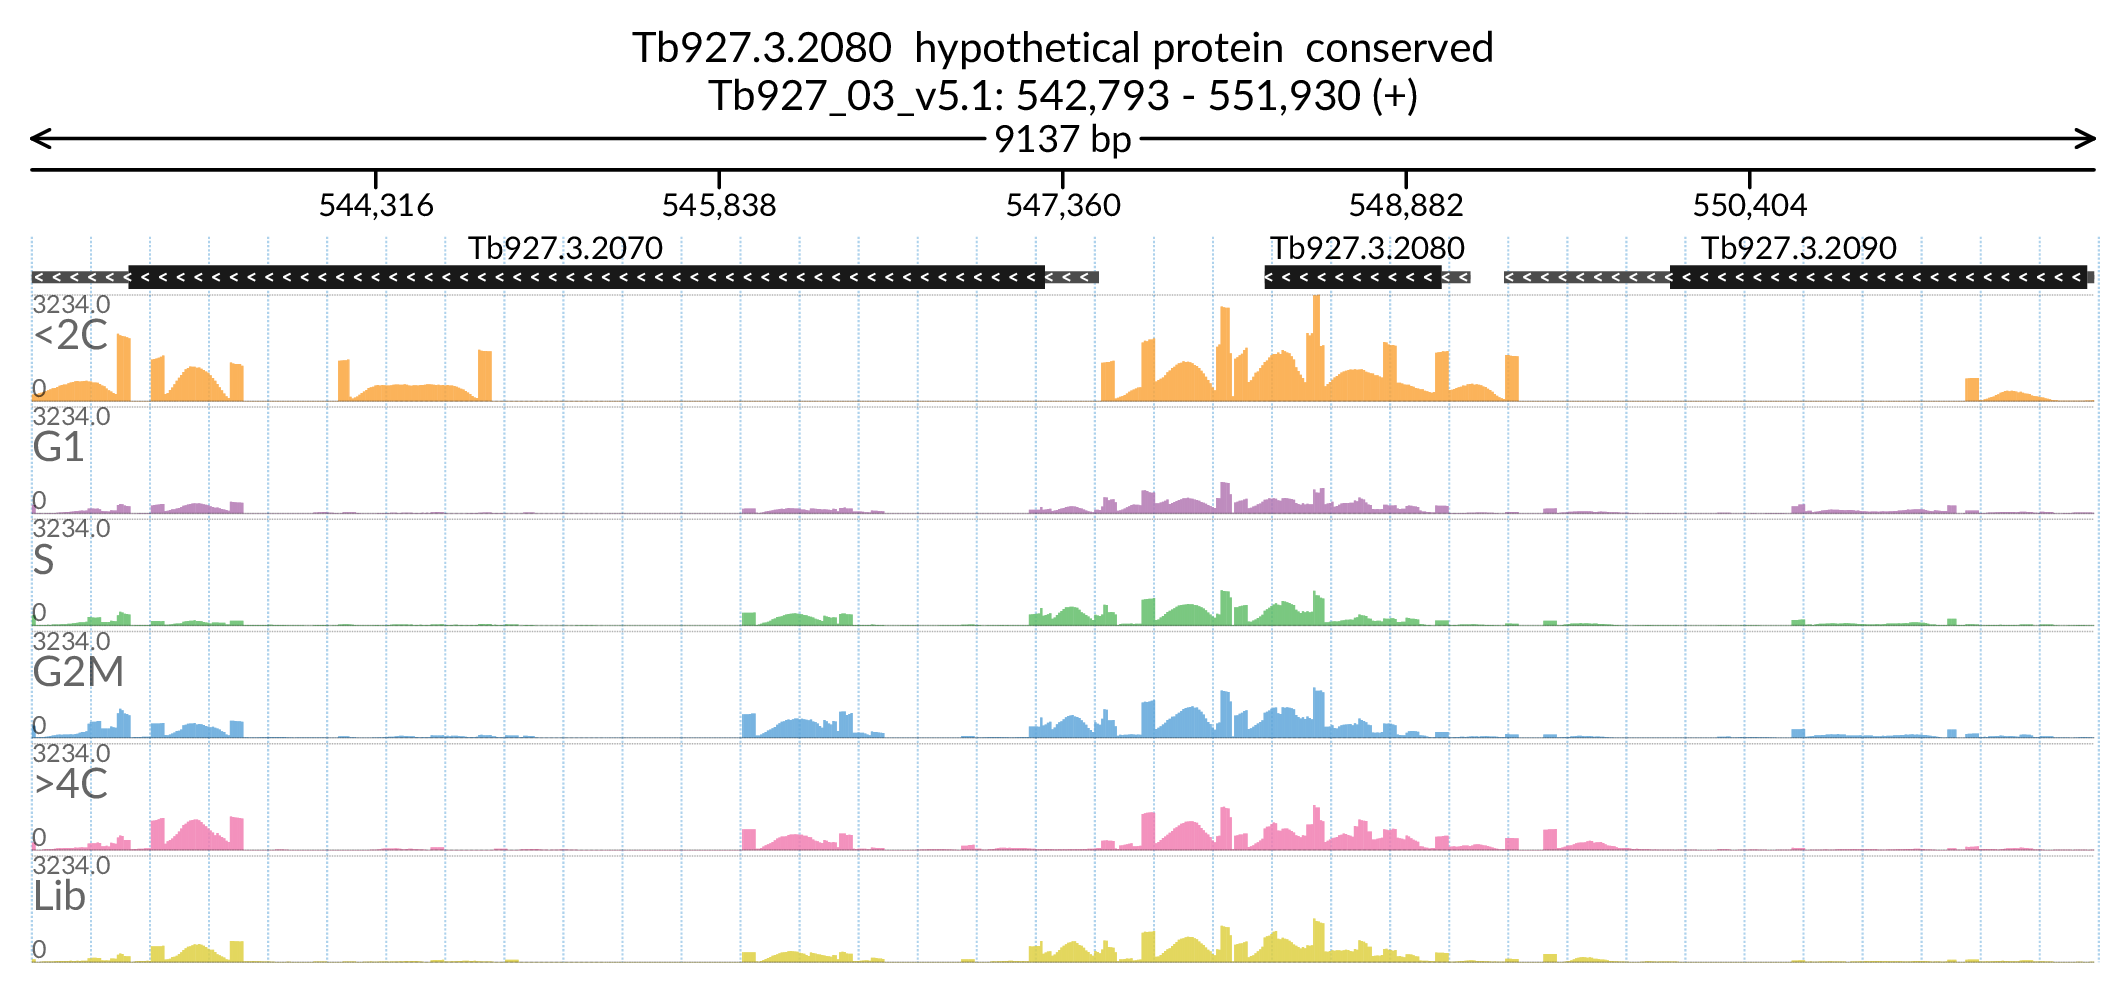 Tb927.3.2080 hypothetical protein conserved
Tb927_03_v5.1: 542,793 - 551,930 (+)
9137 bp
544,316 545,838 547,360 548,882 550,404
Tb927.3.2070 Tb927.3.2080 Tb927.3.2090
3234.0
<2C
0
3234.0
G1
0
3234.0
S
0
3234.0
G2M
0
3234.0
>4C
0
3234.0
Lib
0